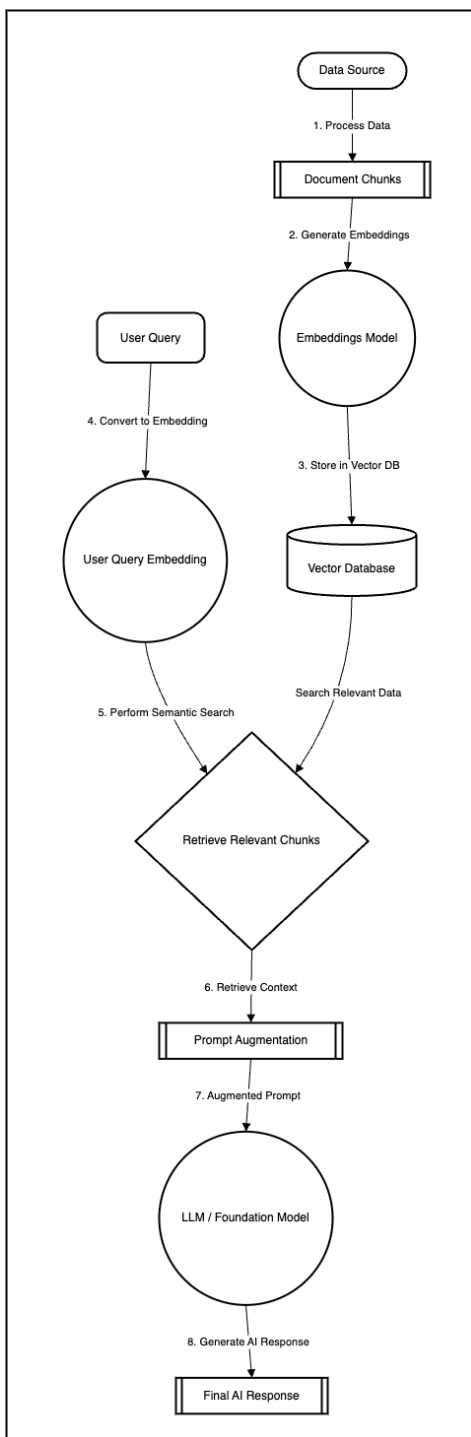 Data Source
1. Process Data
Document Chunks
2. Generate Embeddings
Embeddings Model
User Query
4. Convert to Embedding
3. Store in Vector DB
User Query Embedding
Vector Database
Search Relevant Data
5. Perform Semantic Search
Retrieve Relevant Chunks
6. Retrieve Context
Prompt Augmentation
7. Augmented Prompt
LLM / Foundation Model
8. Generate AI Response
Final AI Response